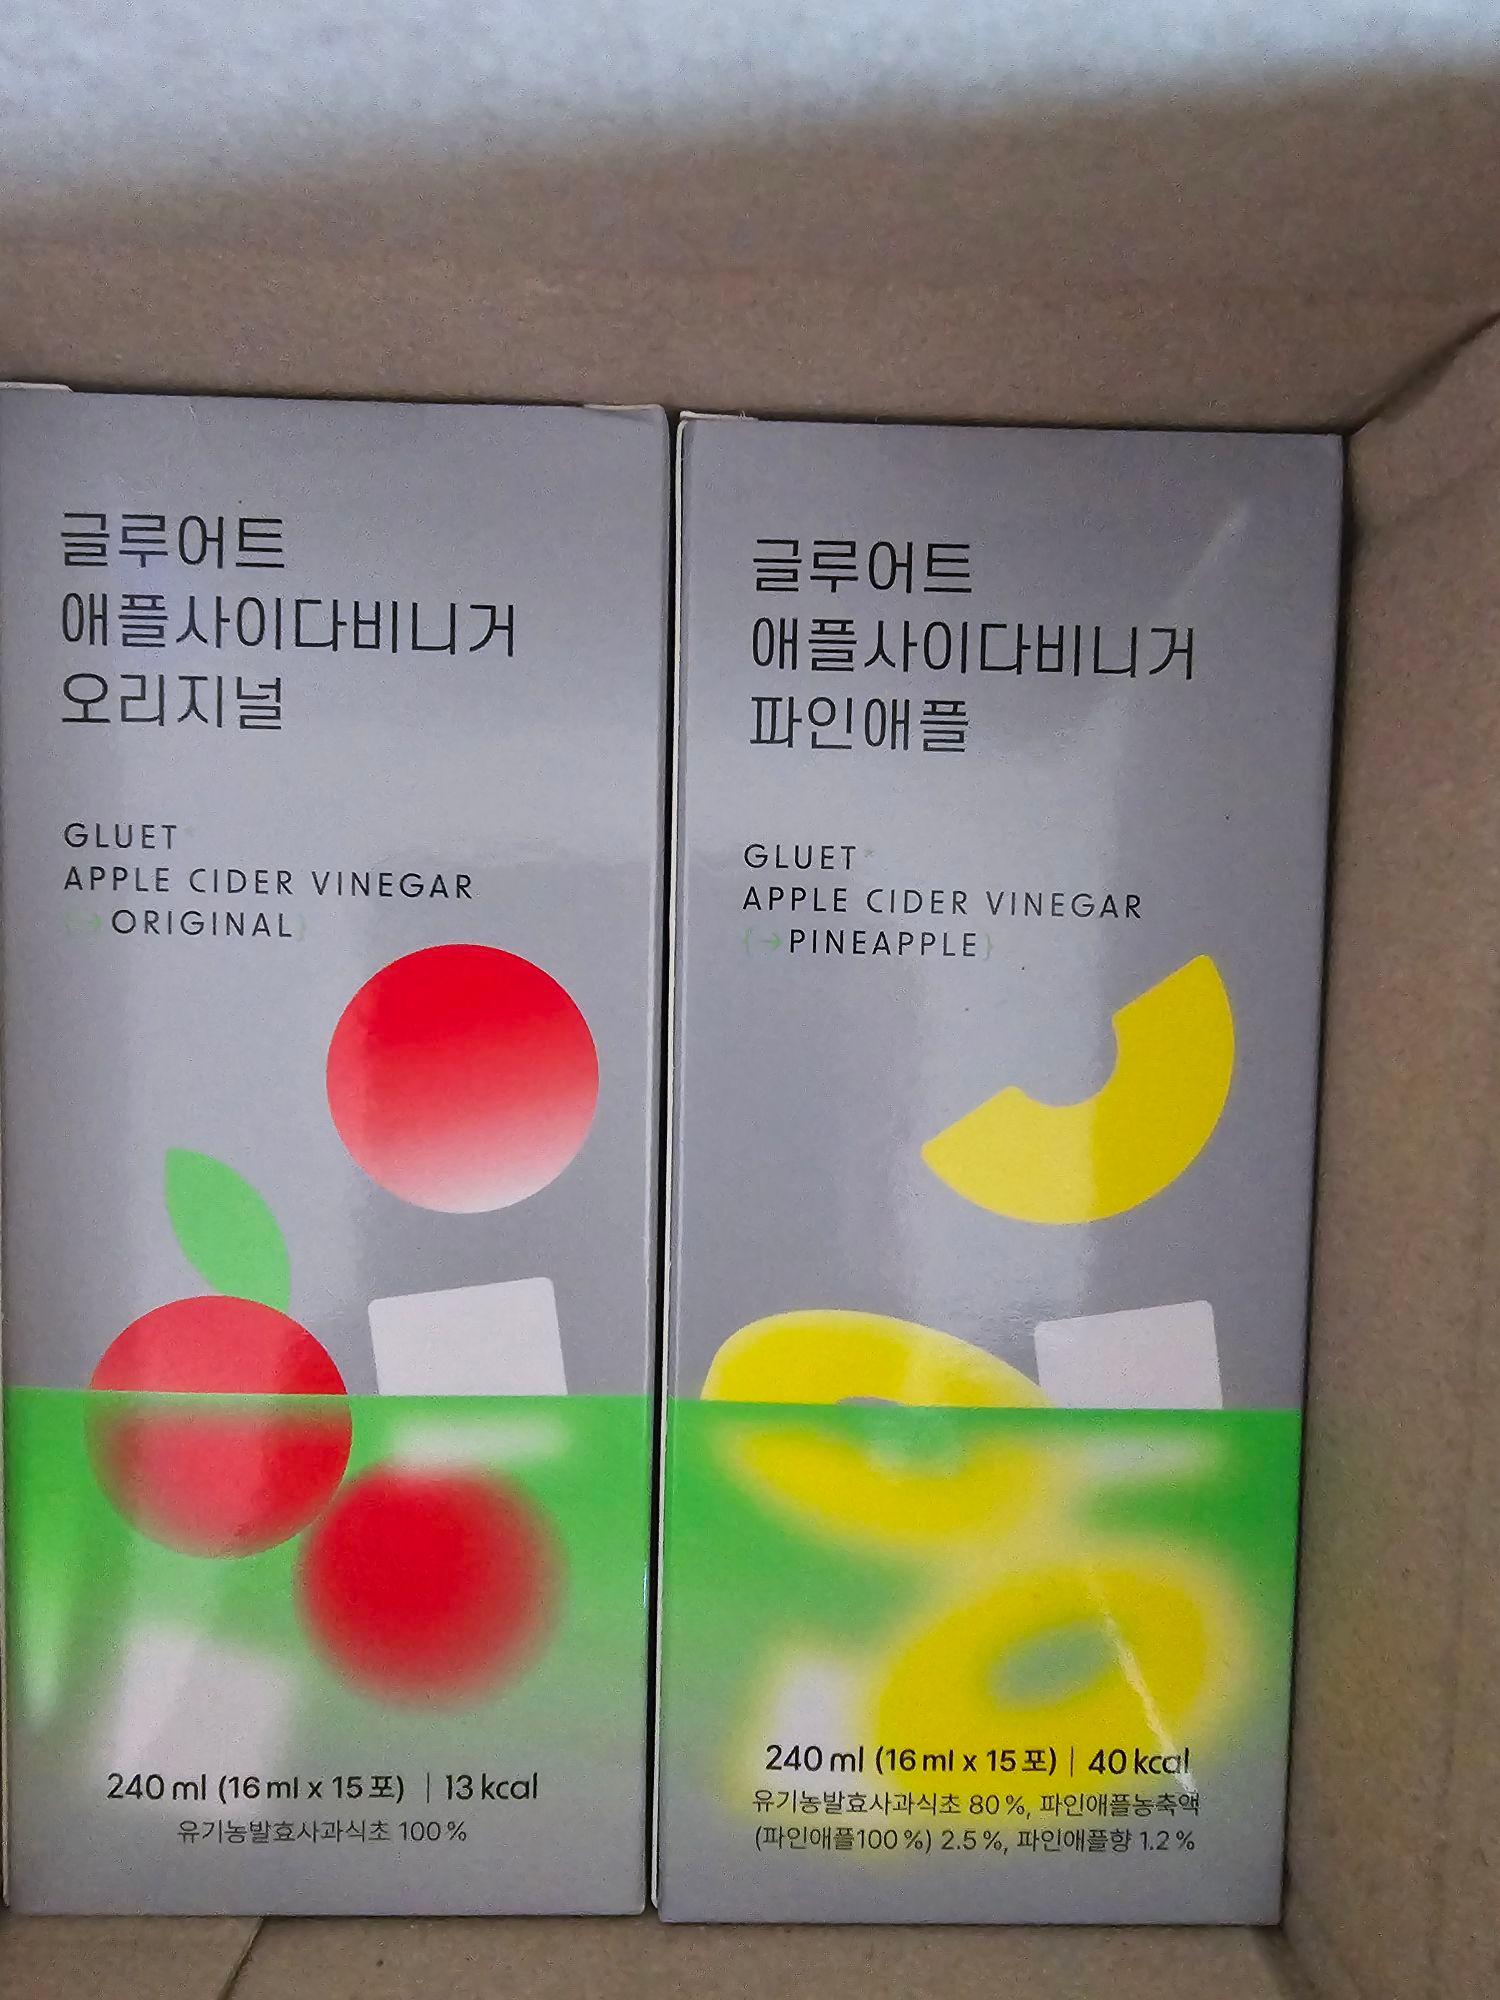 글루어트
애플사이다비니거
오리지널
GLUET
APPLE CIDER VINEGAR
{→ORIGINAL}
240 ml (16 ml x 15 포) | 13 kcal
유기농발효사과식초 100 %
글루어트
애플사이다비니거
파인애플
GLUET
APPLE CIDER VINEGAR
{→PINEAPPLE}
240 ml (16 ml x 15 포) | 40 kcal
유기농발효사과식초 80 %, 파인애플농축액
(파인애플100 %) 2.5 %, 파인애플향 1.2 %